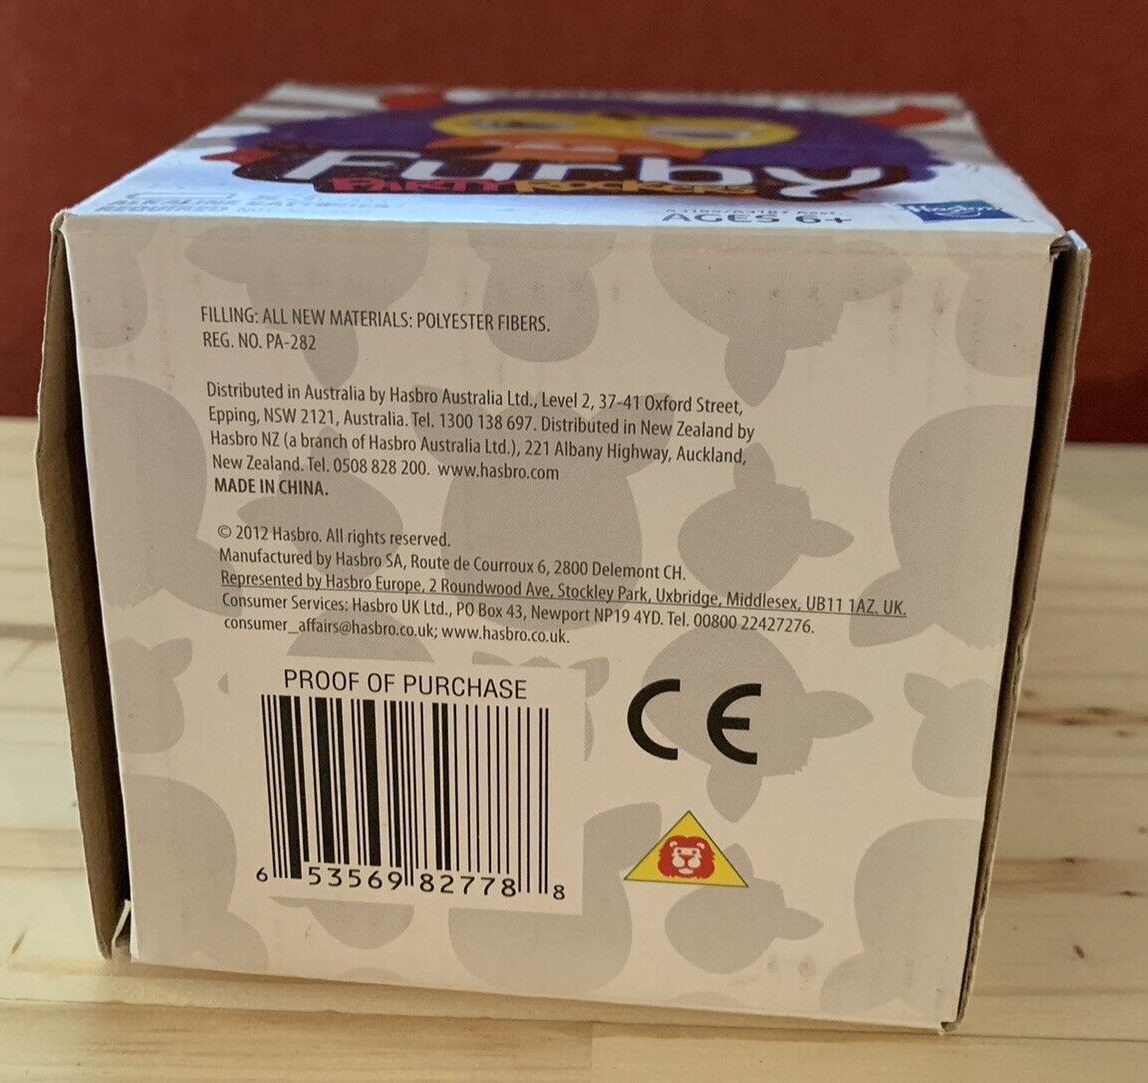 Furby
PARTY ROCKERS
ALKALINE
REQUIRED
AGES 6+
Hasbro
FILLING: ALL NEW MATERIALS: POLYESTER FIBERS.
REG. NO. PA-282
Distributed in Australia by Hasbro Australia Ltd., Level 2, 37-41 Oxford Street,
Epping, NSW 2121, Australia. Tel. 1300 138 697. Distributed in New Zealand by
Hasbro NZ (a branch of Hasbro Australia Ltd.), 221 Albany Highway, Auckland,
New Zealand. Tel. 0508 828 200. www.hasbro.com
MADE IN CHINA.
© 2012 Hasbro. All rights reserved.
Manufactured by Hasbro SA, Route de Courroux 6, 2800 Delemont CH.
Represented by Hasbro Europe, 2 Roundwood Ave, Stockley Park, Uxbridge, Middlesex, UB11 1AZ. UK.
Consumer Services: Hasbro UK Ltd., PO Box 43, Newport NP19 4YD. Tel. 00800 22427276.
consumer_affairs@hasbro.co.uk; www.hasbro.co.uk.
PROOF OF PURCHASE
CE
6 53569 82778 8